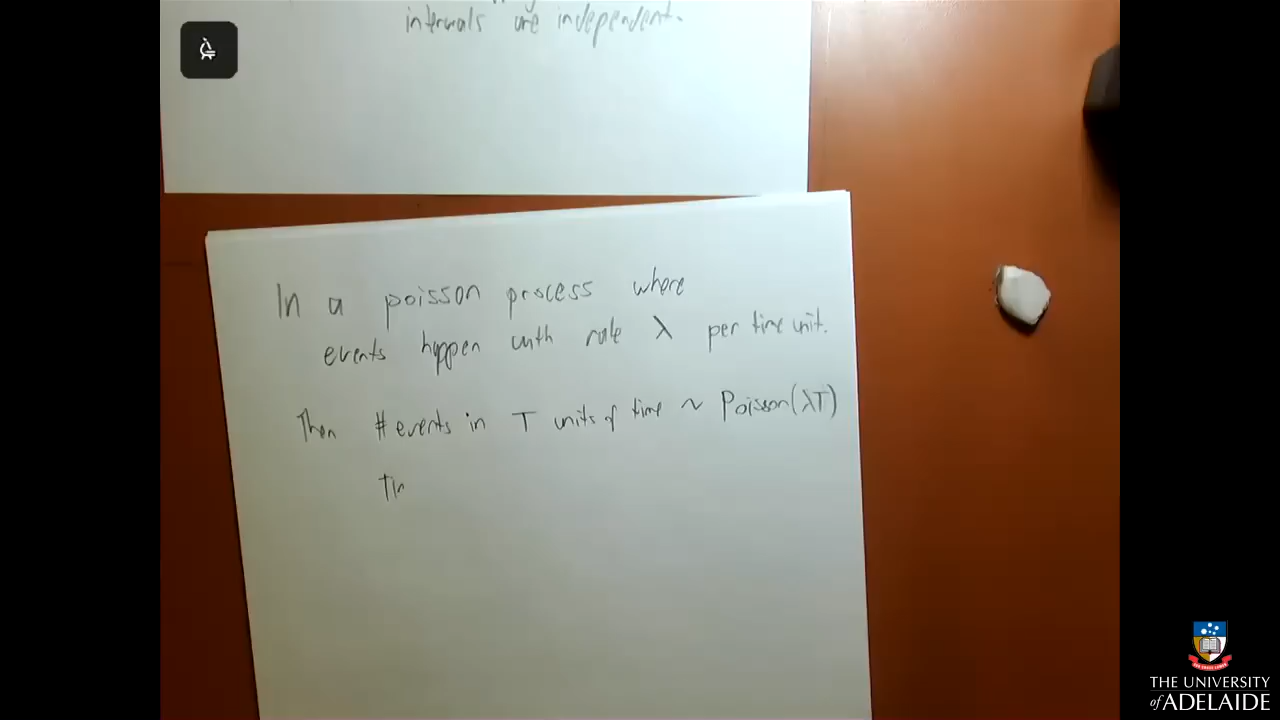 intervals are independent.
In a poisson process where
events happen with rate λ per time unit.
Then # events in T units of time ~ Poisson(λT)
Tim
THE UNIVERSITY
of ADELAIDE